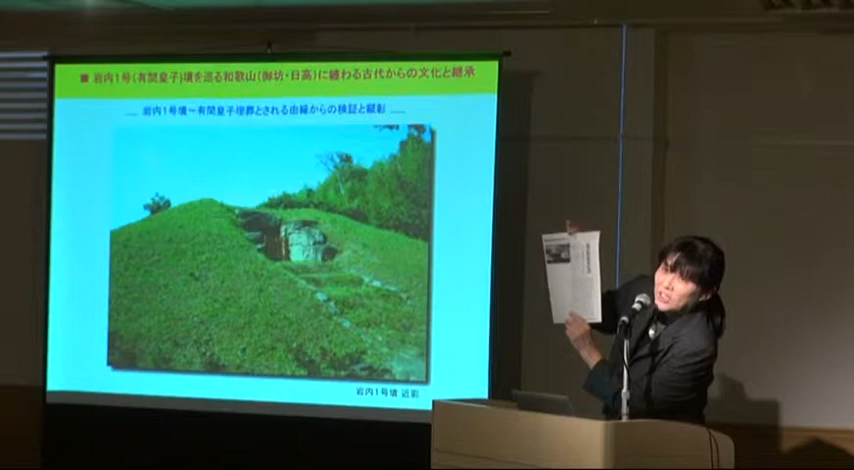 ■ 岩内1号(有間皇子)墳を巡る和歌山(御坊・日高)に纏わる古代からの文化と継承
岩内1号墳～有間皇子埋葬とされる由縁からの検証と顕彰
岩内1号墳 近影